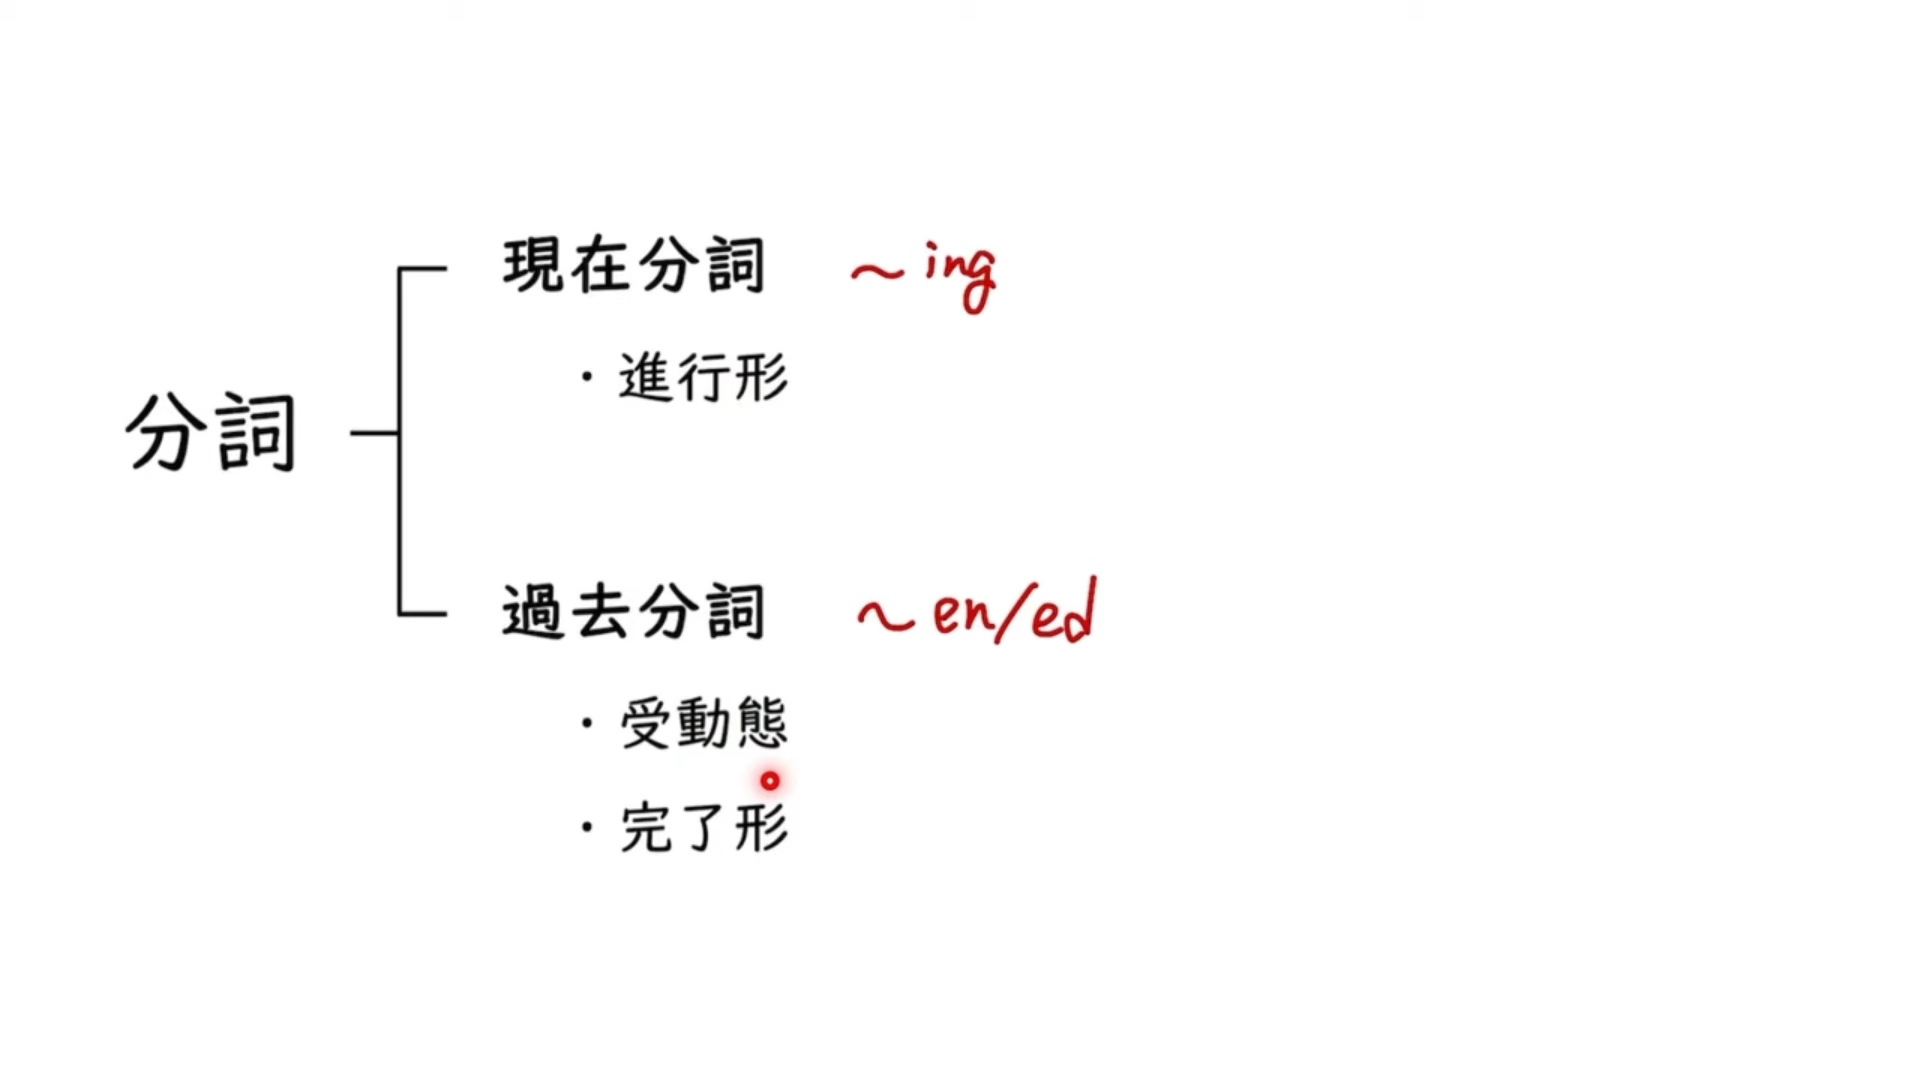 分詞
現在分詞 〜ing
・進行形
過去分詞 〜en/ed
・受動態
・完了形